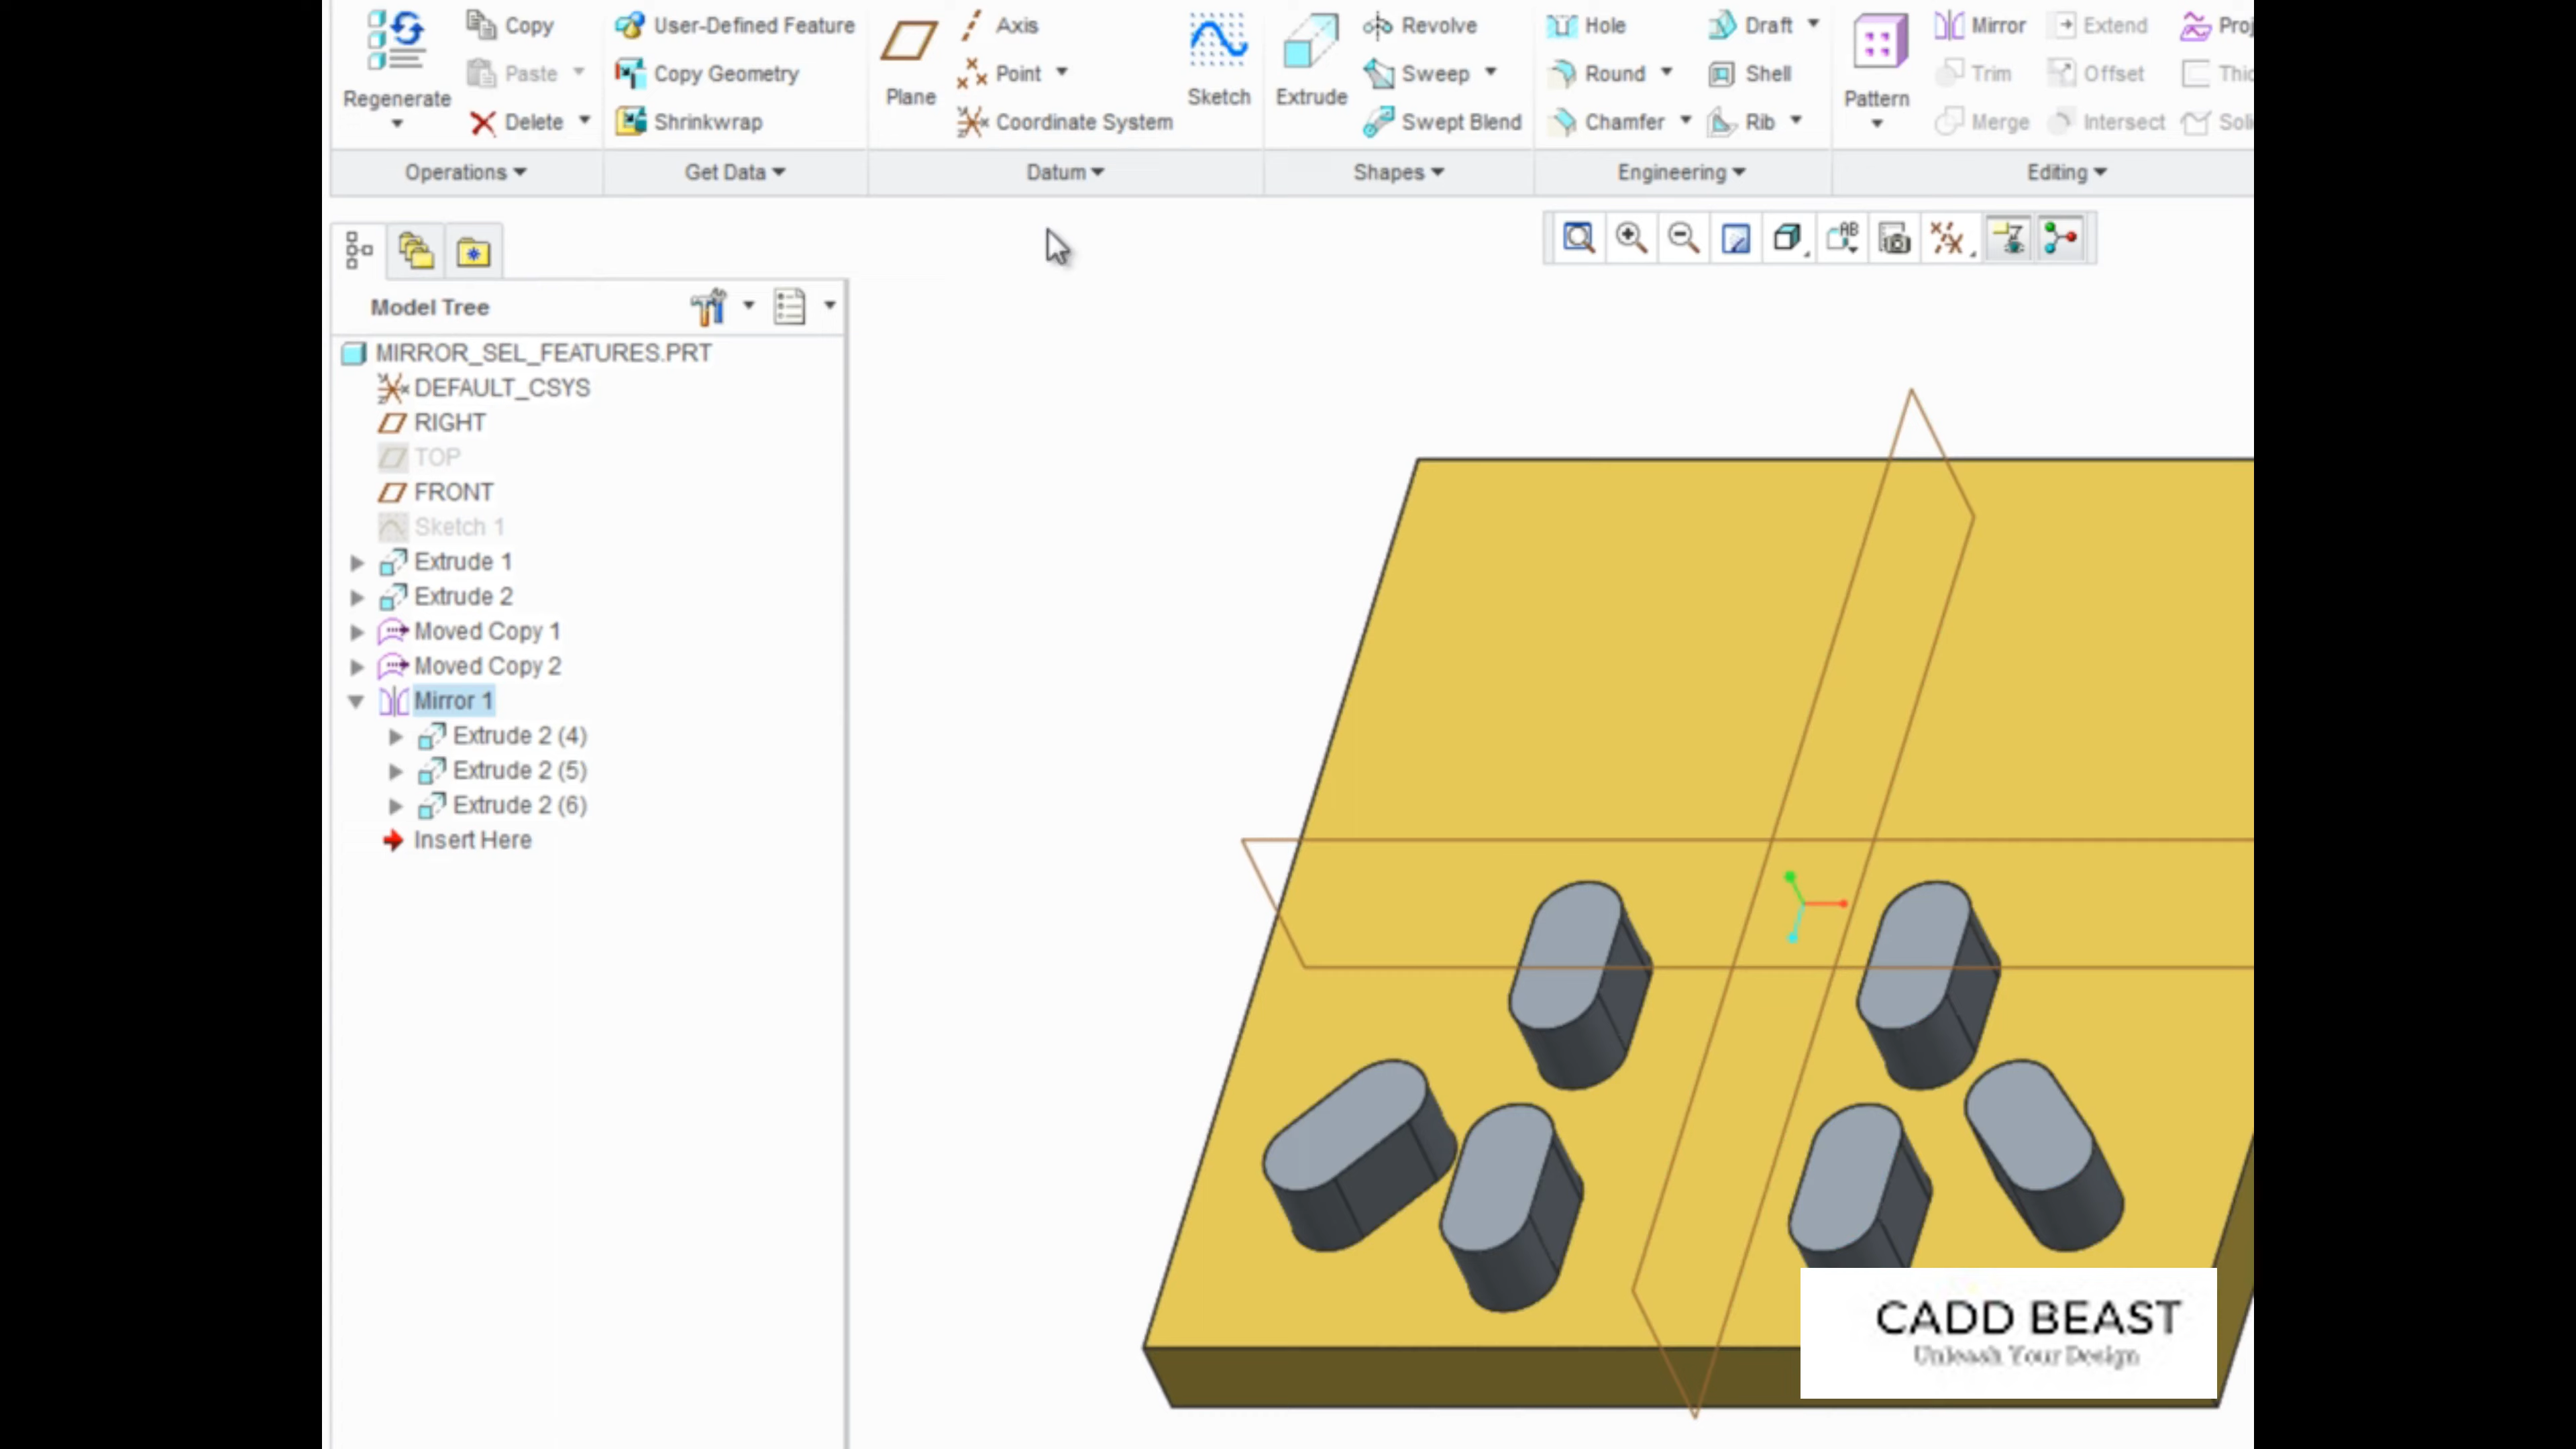 Regenerate
Copy
Paste
Delete
Operations
User-Defined Feature
Copy Geometry
Shrinkwrap
Get Data
Plane
Axis
Point
Coordinate System
Sketch
Datum
Extrude
Revolve
Sweep
Swept Blend
Shapes
Hole
Round
Chamfer
Draft
Shell
Rib
Engineering
Pattern
Mirror
Trim
Merge
Extend
Offset
Intersect
Proj
Thic
Soli
Editing
AB
Model Tree
MIRROR_SEL_FEATURES.PRT
DEFAULT_CSYS
RIGHT
TOP
FRONT
Sketch 1
Extrude 1
Extrude 2
Moved Copy 1
Moved Copy 2
Mirror 1
Extrude 2 (4)
Extrude 2 (5)
Extrude 2 (6)
Insert Here
CADD BEAST
Unleash Your Design